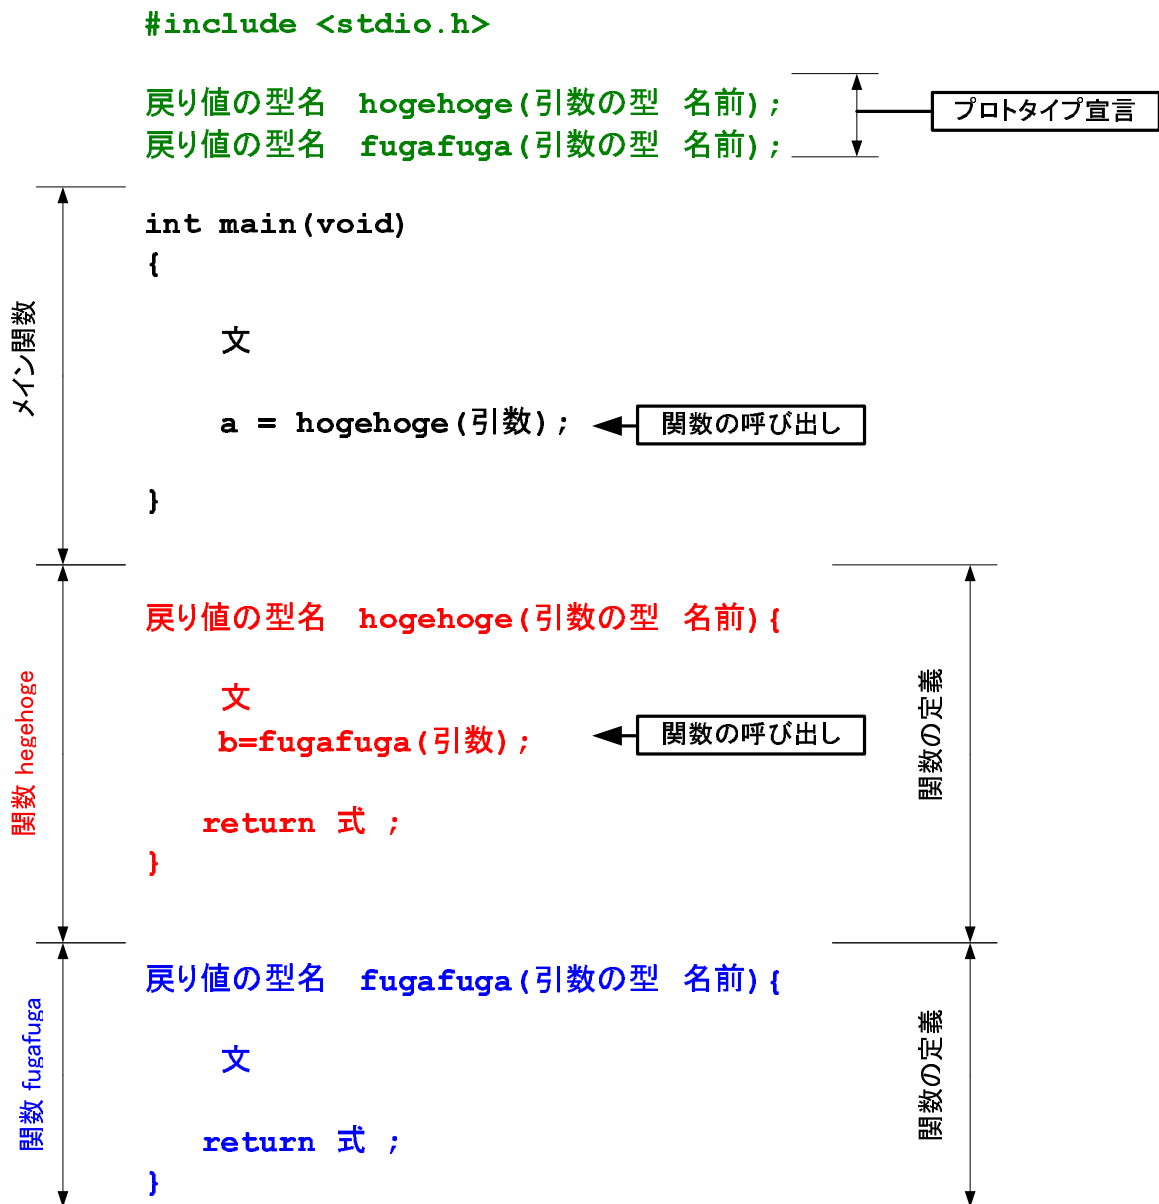 #include <stdio.h>
戻り値の型名 hogehoge(引数の型 名前);
プロトタイプ宣言
戻り値の型名 fugafuga(引数の型 名前);
メイン関数
int main(void)
{
文
a = hogehoge(引数);
関数の呼び出し
}
関数 hegehoge
戻り値の型名 hogehoge(引数の型 名前){
文
b=fugafuga(引数);
関数の呼び出し
return 式 ;
}
関数の定義
関数 fugafuga
戻り値の型名 fugafuga(引数の型 名前){
文
return 式 ;
}
関数の定義